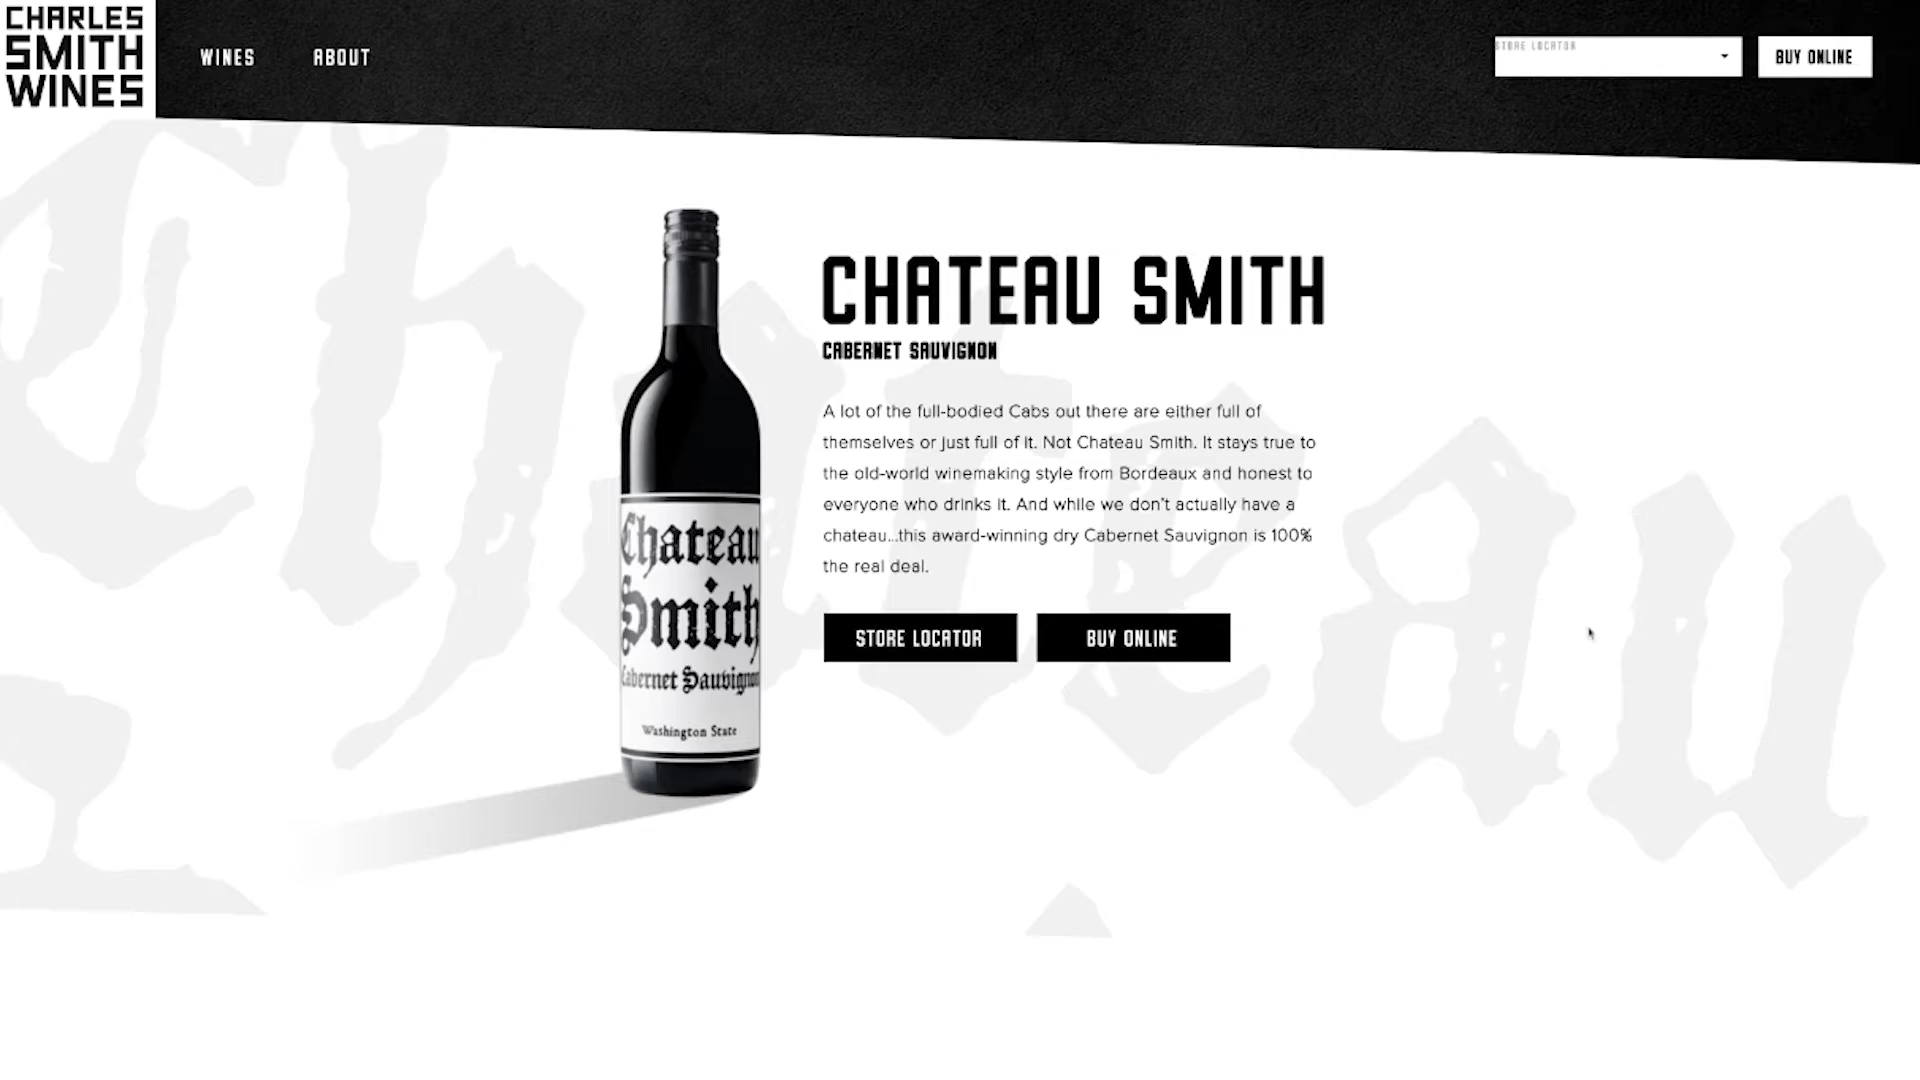 CHARLES
SMITH
WINES
WINES
ABOUT
STORE LOCATOR
BUY ONLINE
Chateau
CHATEAU SMITH
CABERNET SAUVIGNON
A lot of the full-bodied Cabs out there are either full of
themselves or just full of it. Not Chateau Smith. It stays true to
the old-world winemaking style from Bordeaux and honest to
everyone who drinks it. And while we don't actually have a
chateau...this award-winning dry Cabernet Sauvignon is 100%
the real deal.
STORE LOCATOR
BUY ONLINE
Chateau
Smith
Cabernet Sauvignon
Washington State